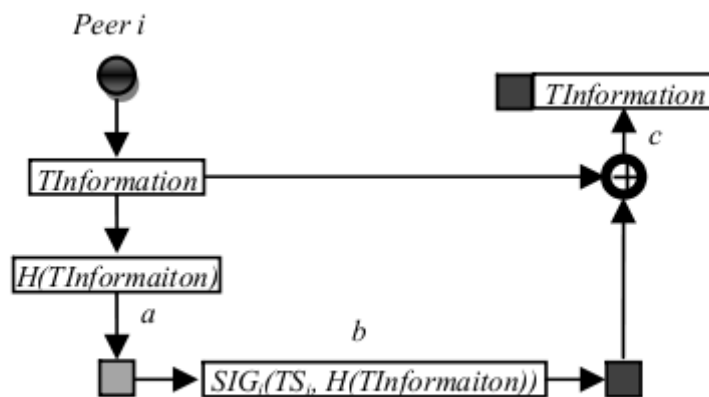 Peer i
TInformation
TInformation
c
H(TInformaiton)
a
b
SIGi(TSi, H(TInformaiton))